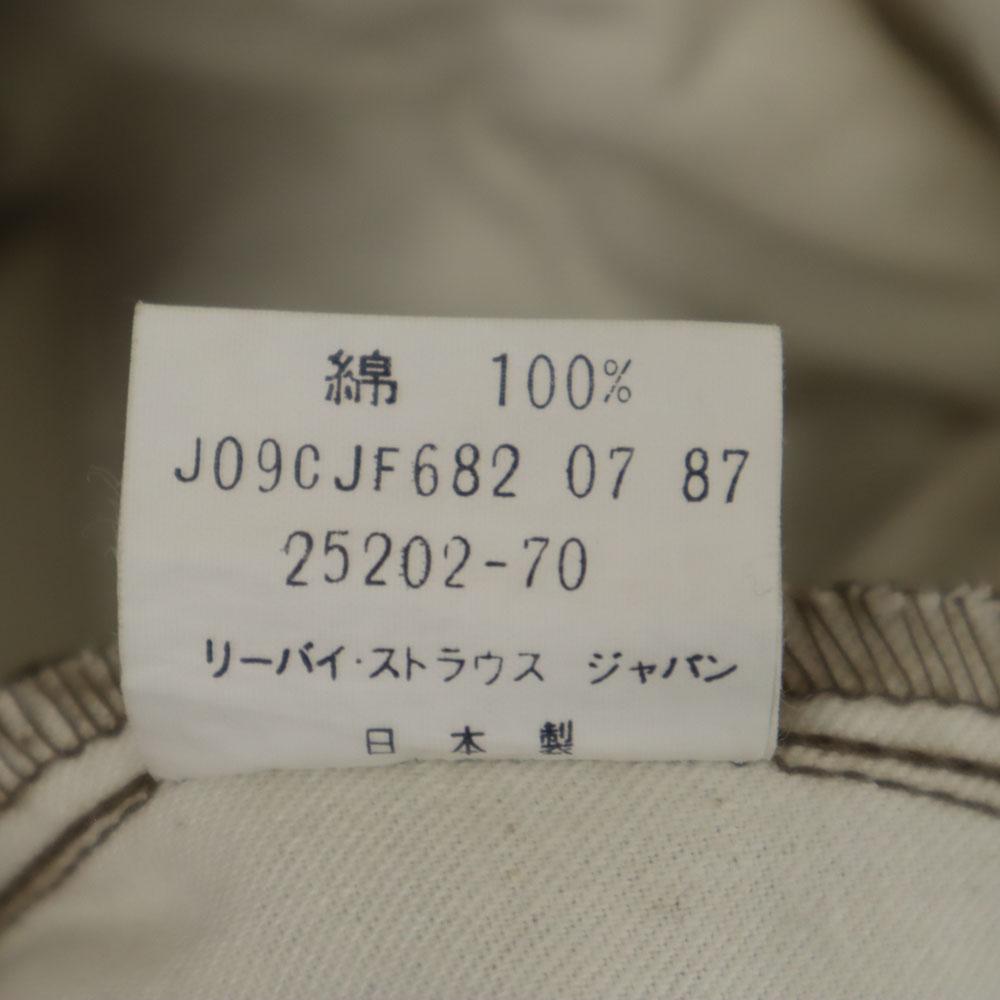 綿 100%
J09CJF682 07 87
25202-70
リーバイ・ストラウス ジャパン
日本製